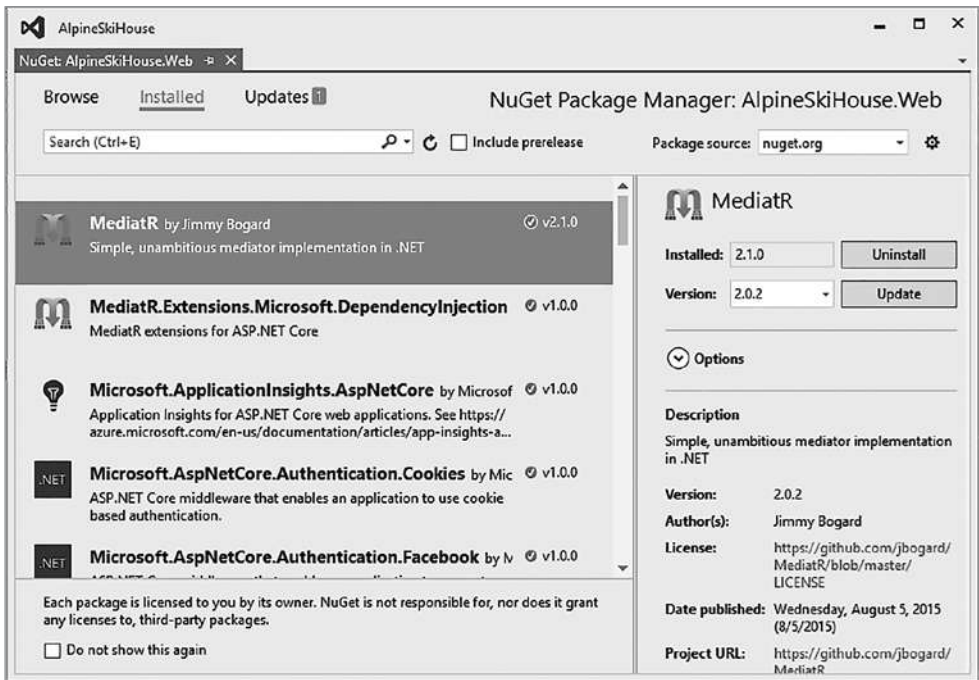 AlpineSkiHouse
NuGet: AlpineSkiHouse.Web
Browse Installed Updates 1
NuGet Package Manager: AlpineSkiHouse.Web
Search (Ctrl+E)
Include prerelease
Package source: nuget.org
MediatR by Jimmy Bogard v2.1.0
Simple, unambitious mediator implementation in .NET
MediatR.Extensions.Microsoft.DependencyInjection v1.0.0
MediatR extensions for ASP.NET Core
Microsoft.ApplicationInsights.AspNetCore by Microsof v1.0.0
Application Insights for ASP.NET Core web applications. See https://
azure.microsoft.com/en-us/documentation/articles/app-insights-a...
.NET
Microsoft.AspNetCore.Authentication.Cookies by Mic v1.0.0
ASP.NET Core middleware that enables an application to use cookie
based authentication.
.NET
Microsoft.AspNetCore.Authentication.Facebook by v1.0.0
Each package is licensed to you by its owner. NuGet is not responsible for, nor does it grant
any licenses to, third-party packages.
Do not show this again
MediatR
Installed: 2.1.0 Uninstall
Version: 2.0.2 Update
Options
Description
Simple, unambitious mediator implementation
in .NET
Version: 2.0.2
Author(s): Jimmy Bogard
License: https://github.com/jbogard/
MediatR/blob/master/
LICENSE
Date published: Wednesday, August 5, 2015
(8/5/2015)
Project URL: https://github.com/jbogard/
MediatR